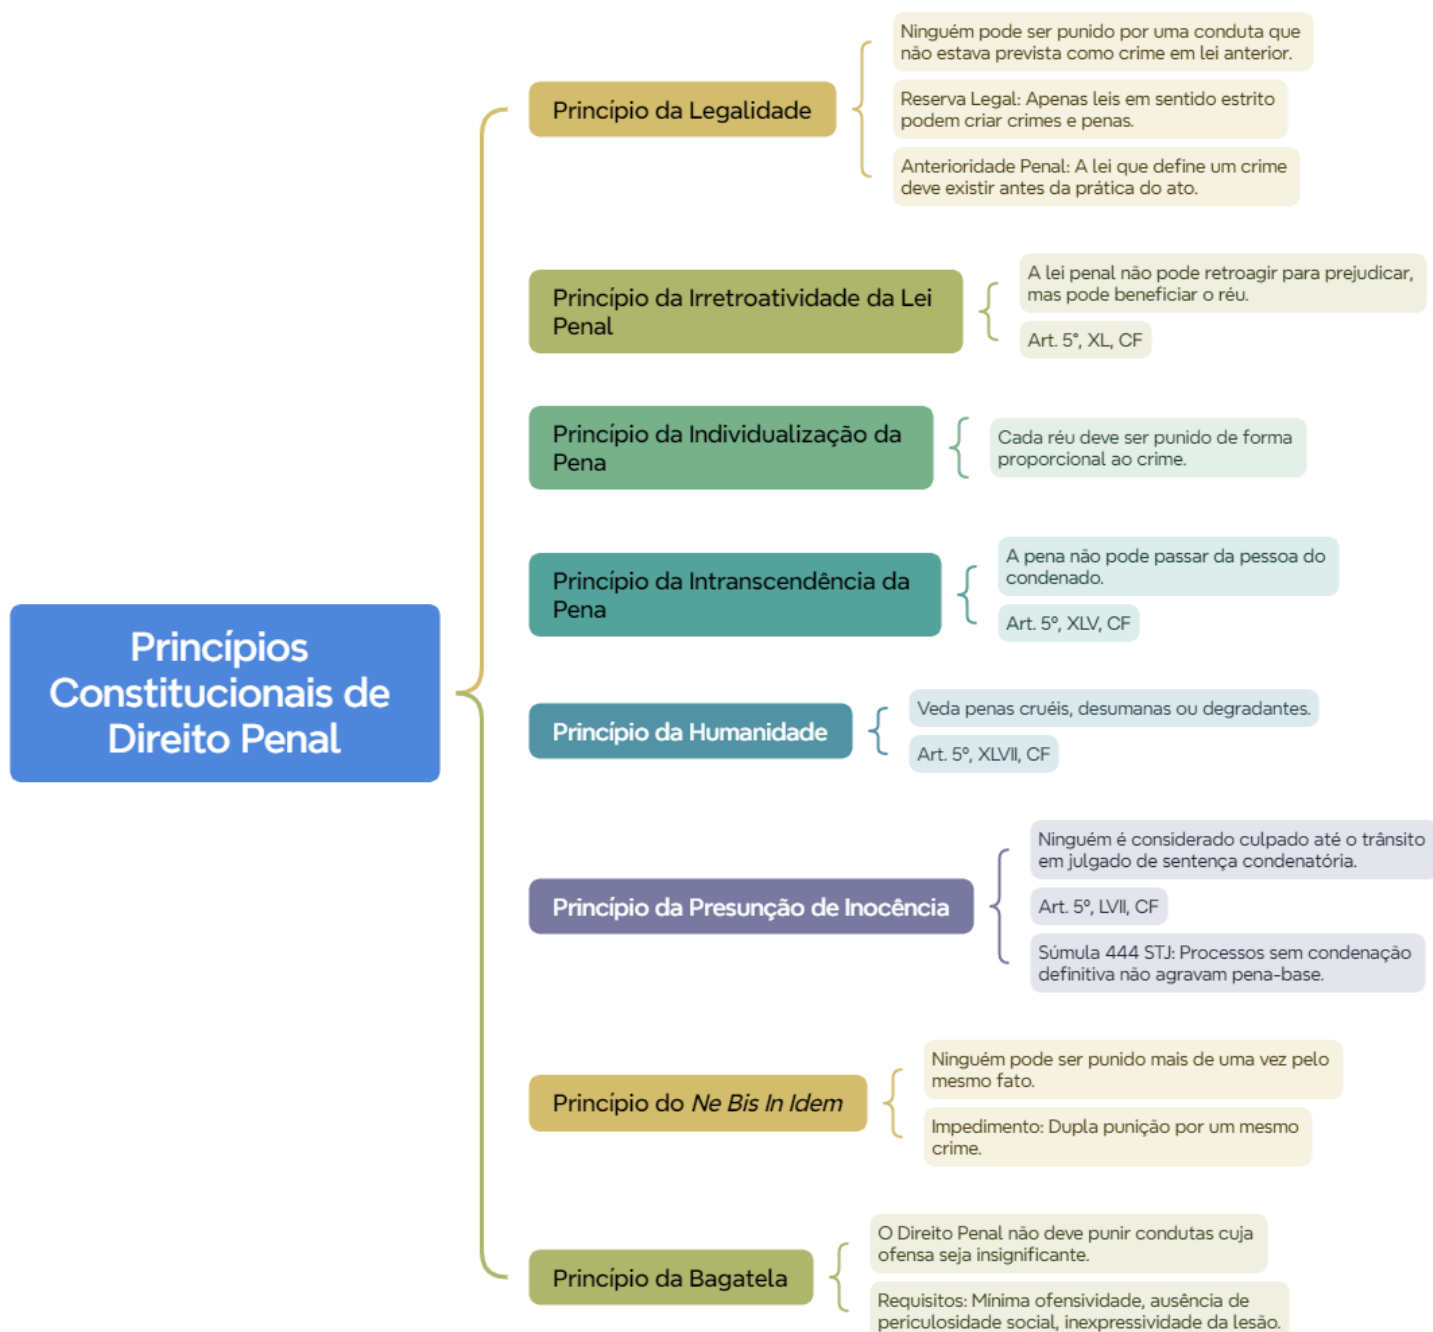 Princípios
Constitucionais de
Direito Penal
Princípio da Legalidade
Ninguém pode ser punido por uma conduta que
não estava prevista como crime em lei anterior.
Reserva Legal: Apenas leis em sentido estrito
podem criar crimes e penas.
Anterioridade Penal: A lei que define um crime
deve existir antes da prática do ato.
Princípio da Irretroatividade da Lei
Penal
A lei penal não pode retroagir para prejudicar,
mas pode beneficiar o réu.
Art. 5°, XL, CF
Princípio da Individualização da
Pena
Cada réu deve ser punido de forma
proporcional ao crime.
Princípio da Intranscendência da
Pena
A pena não pode passar da pessoa do
condenado.
Art. 5º, XLV, CF
Princípio da Humanidade
Veda penas cruéis, desumanas ou degradantes.
Art. 5º, XLVII, CF
Princípio da Presunção de Inocência
Ninguém é considerado culpado até o trânsito
em julgado de sentença condenatória.
Art. 5º, LVII, CF
Súmula 444 STJ: Processos sem condenação
definitiva não agravam pena-base.
Princípio do Ne Bis In Idem
Ninguém pode ser punido mais de uma vez pelo
mesmo fato.
Impedimento: Dupla punição por um mesmo
crime.
Princípio da Bagatela
O Direito Penal não deve punir condutas cuja
ofensa seja insignificante.
Requisitos: Mínima ofensividade, ausência de
periculosidade social, inexpressividade da lesão.